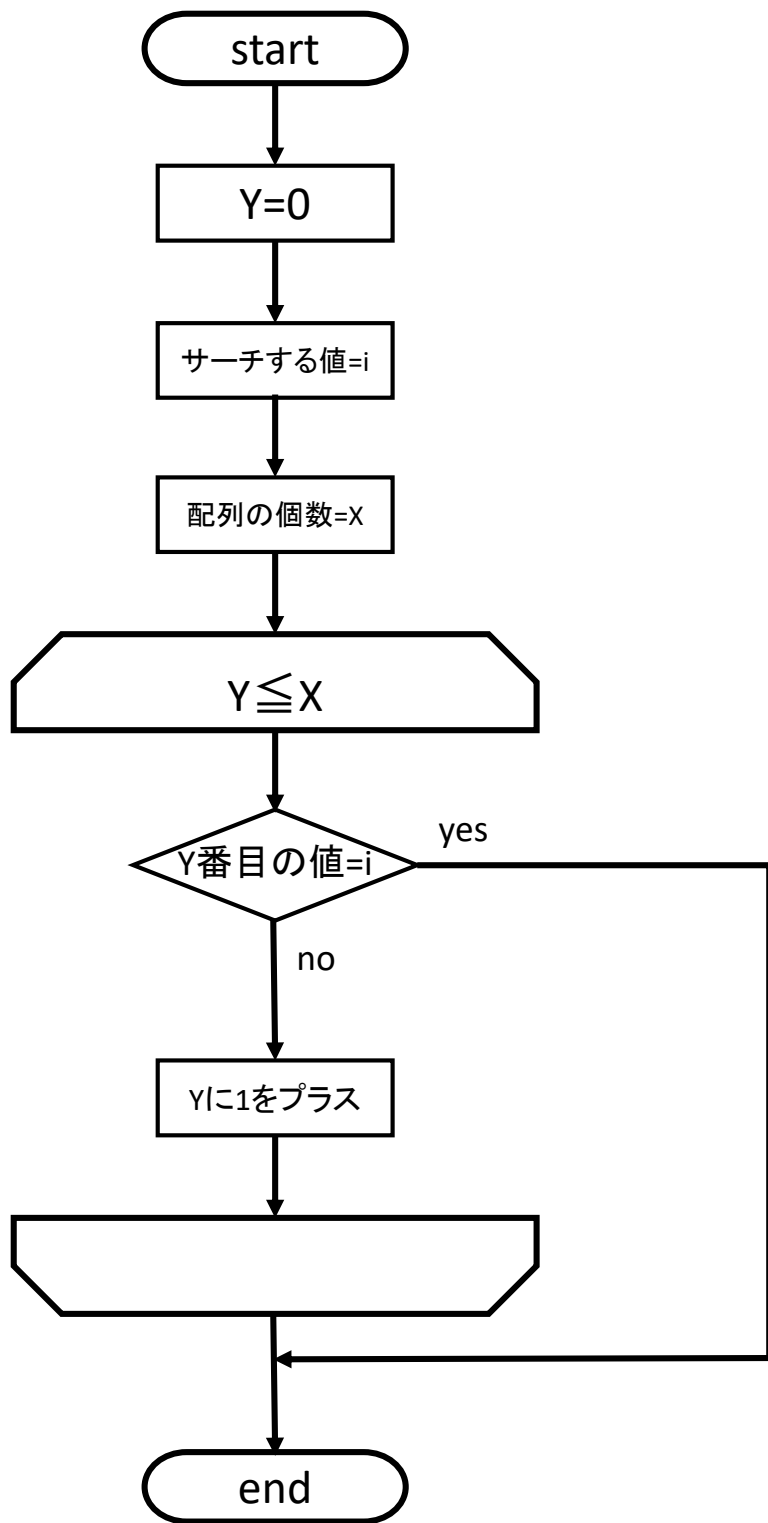 start
Y=0
サーチする値=i
配列の個数=X
Y≦X
Y番目の値=i
yes
no
Yに1をプラス
end